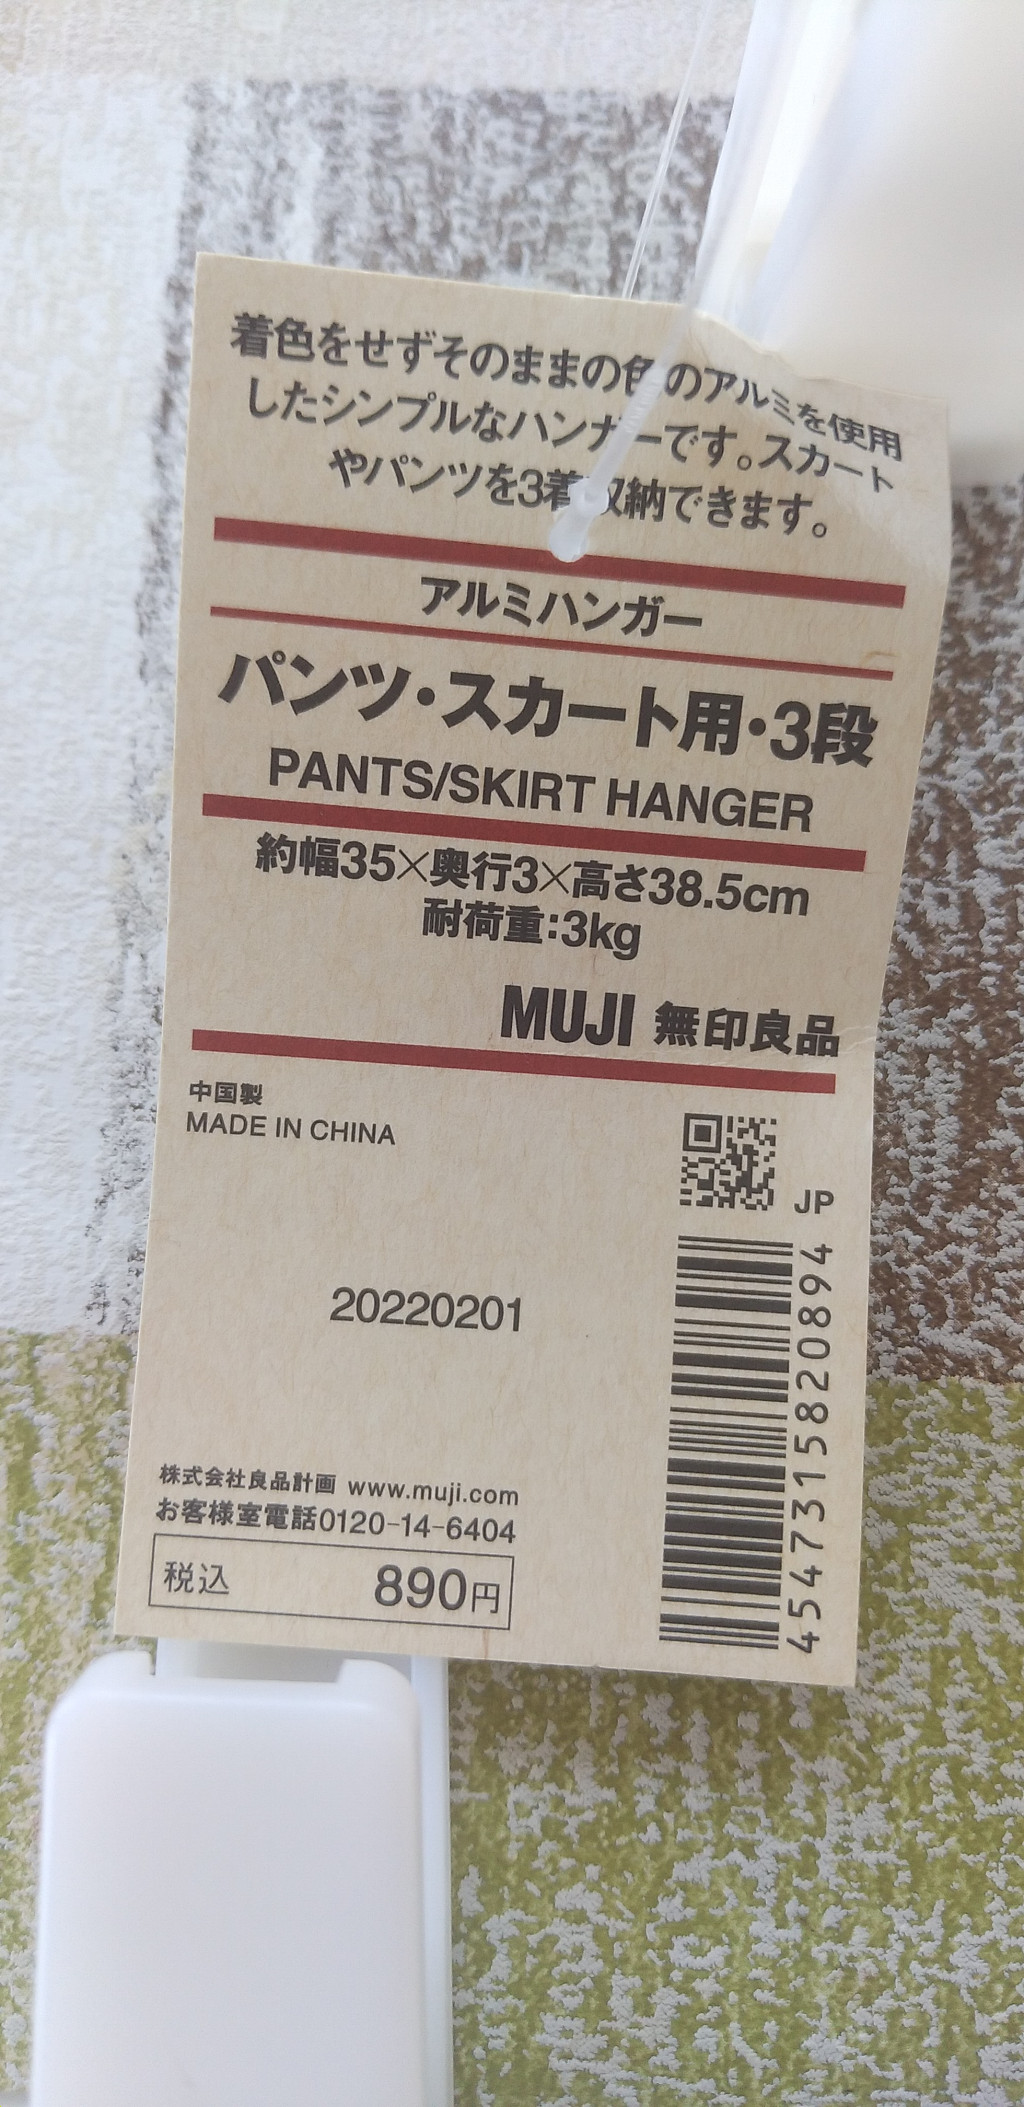 着色をせずそのままの色のアルミを使用
したシンプルなハンガーです。スカート
やパンツを3着収納できます。
アルミハンガー
パンツ・スカート用・3段
PANTS/SKIRT HANGER
約幅35×奥行3×高さ38.5cm
耐荷重:3kg
MUJI 無印良品
中国製
MADE IN CHINA
JP
20220201
4547315820894
株式会社良品計画 www.muji.com
お客様室電話0120-14-6404
税込 890円